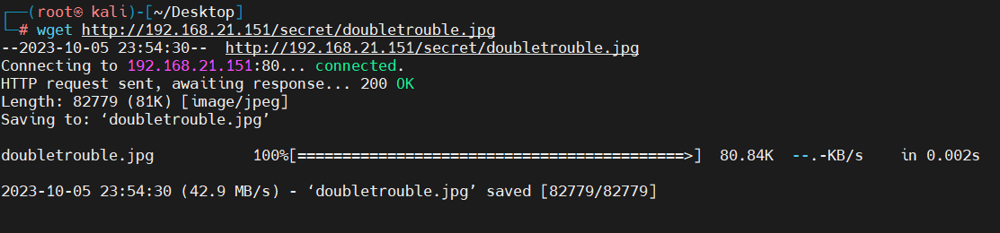 ┌──(root㉿ kali)-[~/Desktop]
└─# wget http://192.168.21.151/secret/doubletrouble.jpg
--2023-10-05 23:54:30--  http://192.168.21.151/secret/doubletrouble.jpg
Connecting to 192.168.21.151:80... connected.
HTTP request sent, awaiting response... 200 OK
Length: 82779 (81K) [image/jpeg]
Saving to: ‘doubletrouble.jpg’
doubletrouble.jpg           100%[===========================================>]  80.84K  --.-KB/s    in 0.002s
2023-10-05 23:54:30 (42.9 MB/s) - ‘doubletrouble.jpg’ saved [82779/82779]